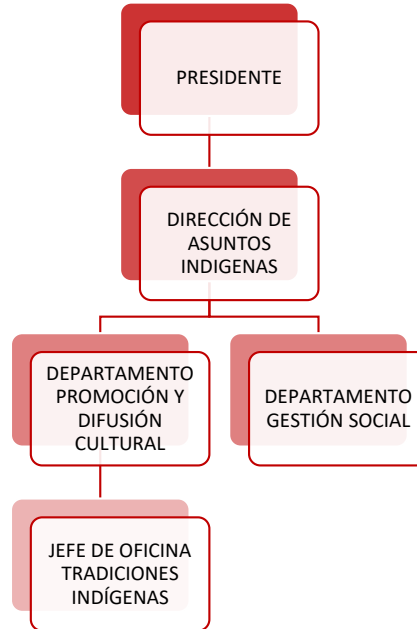 PRESIDENTE
DIRECCIÓN DE
ASUNTOS
INDIGENAS
DEPARTAMENTO
PROMOCIÓN Y
DIFUSIÓN
CULTURAL
DEPARTAMENTO
GESTIÓN SOCIAL
JEFE DE OFICINA
TRADICIONES
INDÍGENAS